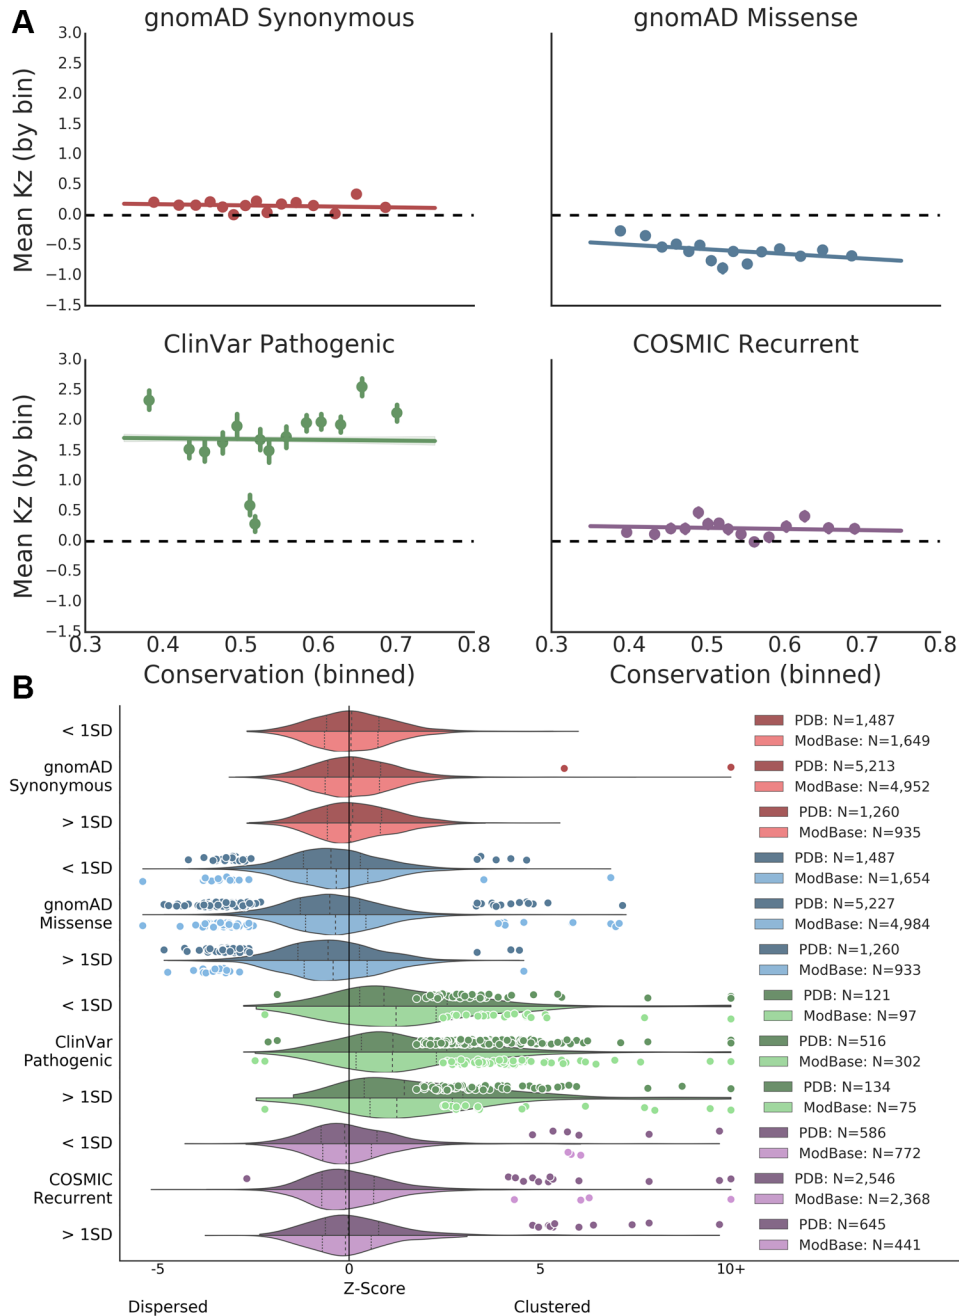 A
gnomAD Synonymous
gnomAD Missense
Mean Kz (by bin)
3.0
2.5
2.0
1.5
1.0
0.5
0.0
−0.5
−1.0
−1.5
ClinVar Pathogenic
COSMIC Recurrent
Mean Kz (by bin)
3.0
2.5
2.0
1.5
1.0
0.5
0.0
−0.5
−1.0
−1.5
0.3 0.4 0.5 0.6 0.7 0.8
0.3 0.4 0.5 0.6 0.7 0.8
Conservation (binned)
Conservation (binned)
B
< 1SD
PDB: N=1,487
ModBase: N=1,649
gnomAD
Synonymous
PDB: N=5,213
ModBase: N=4,952
> 1SD
PDB: N=1,260
ModBase: N=935
< 1SD
PDB: N=1,487
ModBase: N=1,654
gnomAD
Missense
PDB: N=5,227
ModBase: N=4,984
> 1SD
PDB: N=1,260
ModBase: N=933
< 1SD
PDB: N=121
ModBase: N=97
ClinVar
Pathogenic
PDB: N=516
ModBase: N=302
> 1SD
PDB: N=134
ModBase: N=75
< 1SD
PDB: N=586
ModBase: N=772
COSMIC
Recurrent
PDB: N=2,546
ModBase: N=2,368
> 1SD
PDB: N=645
ModBase: N=441
-5 0 5 10+
Z-Score
Dispersed
Clustered